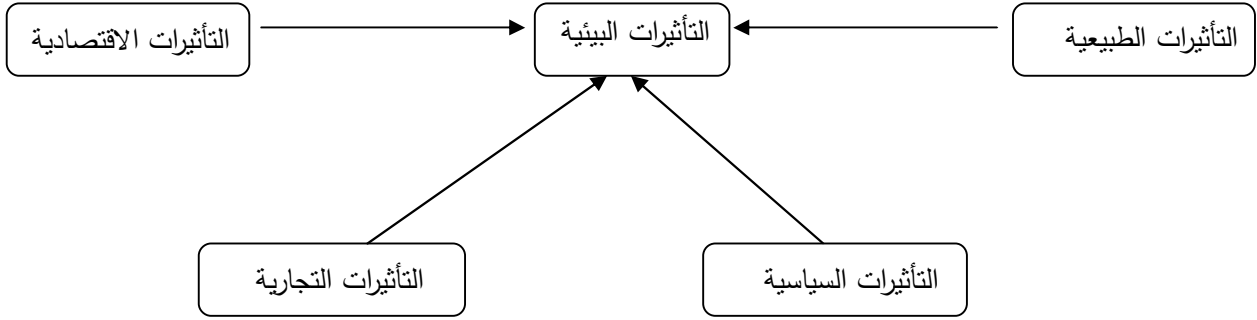 التأثيرات الطبيعية
التأثيرات البيئية
التأثيرات الاقتصادية
التأثيرات السياسية
التأثيرات التجارية